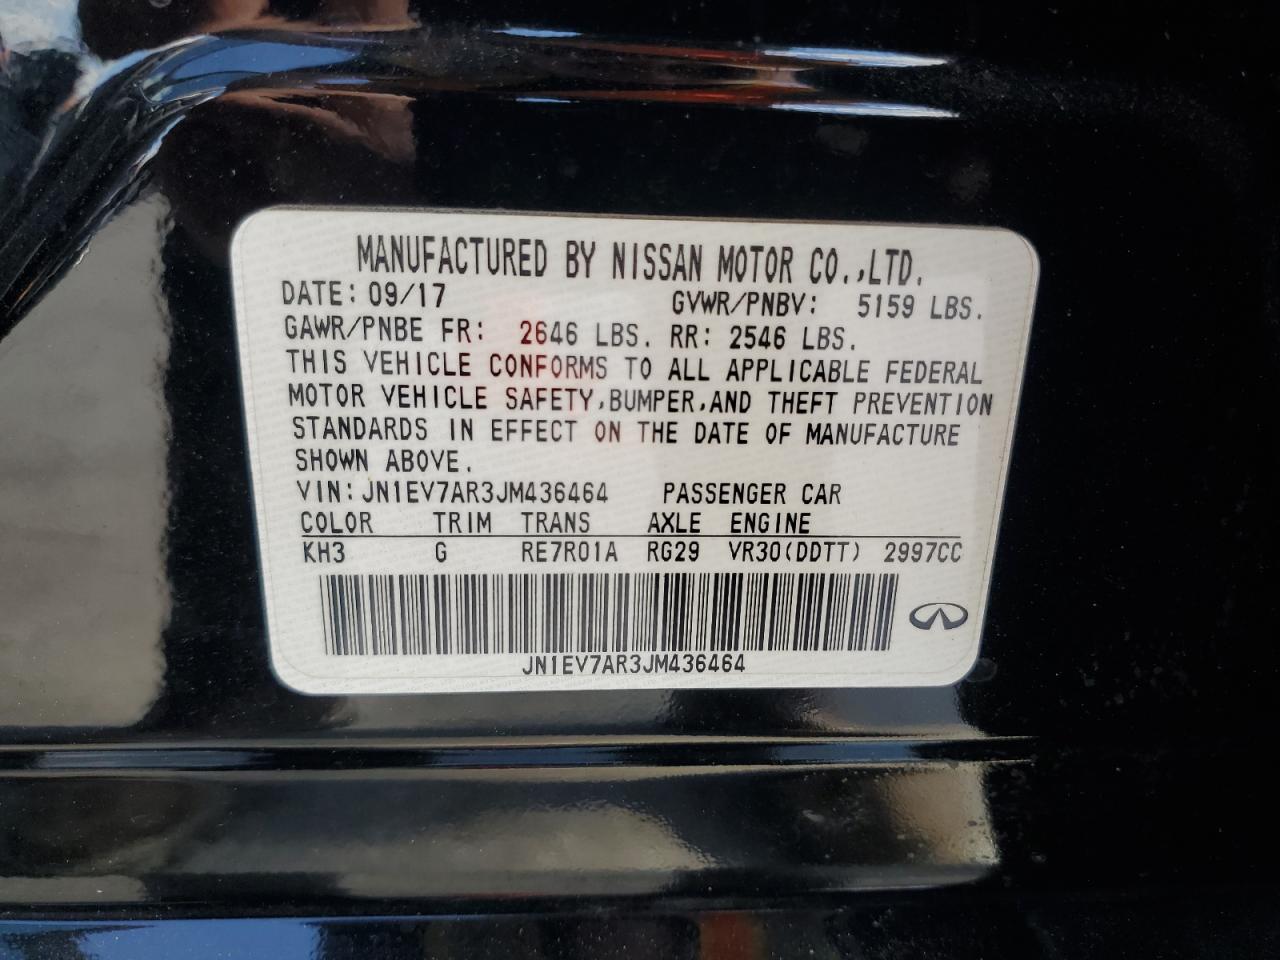 MANUFACTURED BY NISSAN MOTOR CO.,LTD.
DATE: 09/17 GVWR/PNBV: 5159 LBS.
GAWR/PNBE FR: 2646 LBS. RR: 2546 LBS.
THIS VEHICLE CONFORMS TO ALL APPLICABLE FEDERAL
MOTOR VEHICLE SAFETY,BUMPER,AND THEFT PREVENTION
STANDARDS IN EFFECT ON THE DATE OF MANUFACTURE
SHOWN ABOVE.
VIN: JN1EV7AR3JM436464 PASSENGER CAR
COLOR TRIM TRANS AXLE ENGINE
KH3 G RE7R01A RG29 VR30(DDTT) 2997CC
JN1EV7AR3JM436464